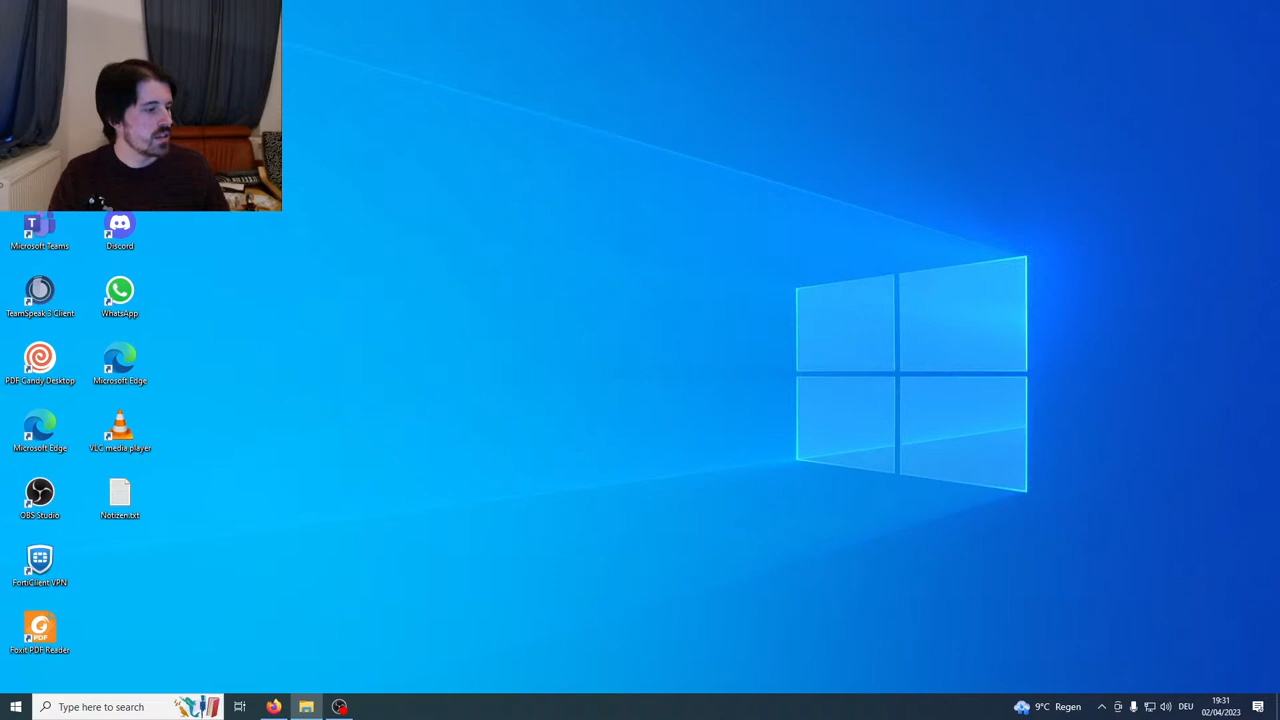 Microsoft Teams
Discord
TeamSpeak 3 Client
WhatsApp
PDF Candy Desktop
Microsoft Edge
Microsoft Edge
VLC media player
OBS Studio
Notizen.txt
FortiClient VPN
PDF
Foxit PDF Reader
Type here to search
9°C Regen
DEU
19:31
02/04/2023